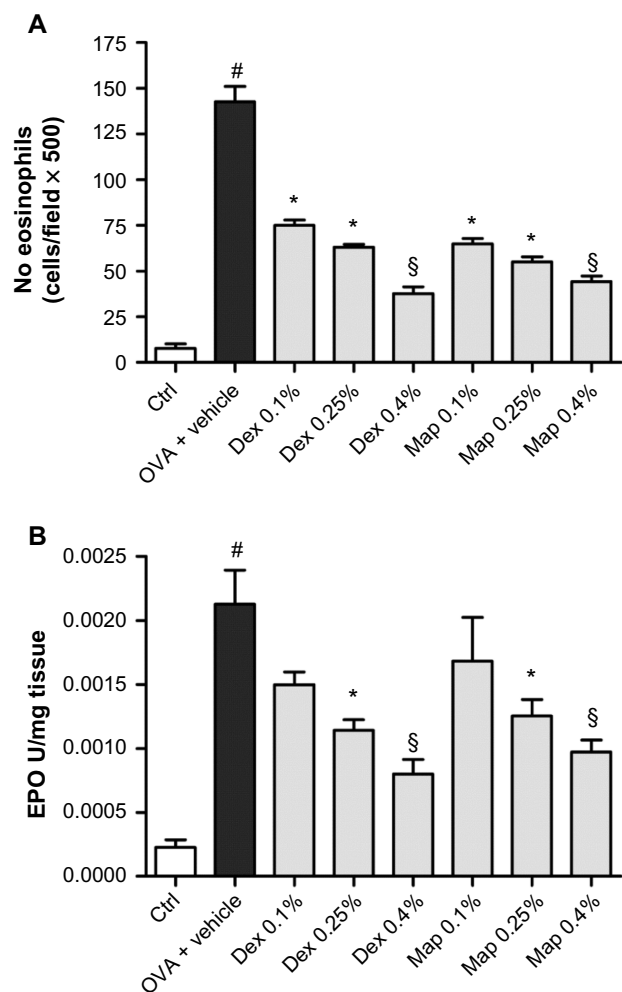 A
No eosinophils
(cells/field × 500)
175
150
125
100
75
50
25
0
#
*
*
§
*
*
§
Ctrl
OVA + vehicle
Dex 0.1%
Dex 0.25%
Dex 0.4%
Map 0.1%
Map 0.25%
Map 0.4%
B
EPO U/mg tissue
0.0025
0.0020
0.0015
0.0010
0.0005
0.0000
#
*
§
*
§
Ctrl
OVA + vehicle
Dex 0.1%
Dex 0.25%
Dex 0.4%
Map 0.1%
Map 0.25%
Map 0.4%